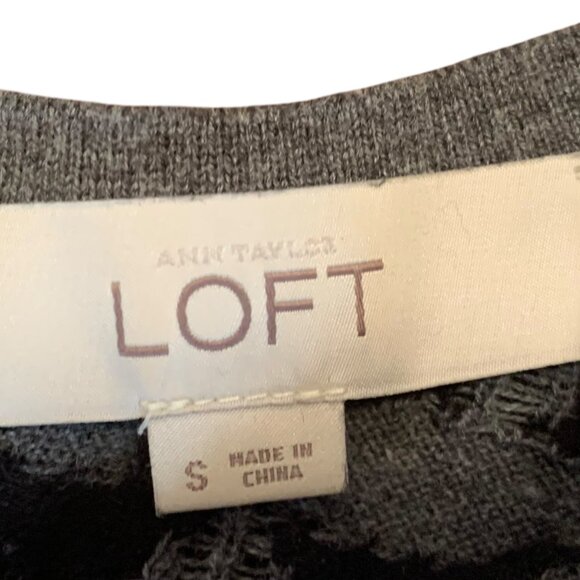 ANN TAYLOR
LOFT
S
MADE IN
CHINA